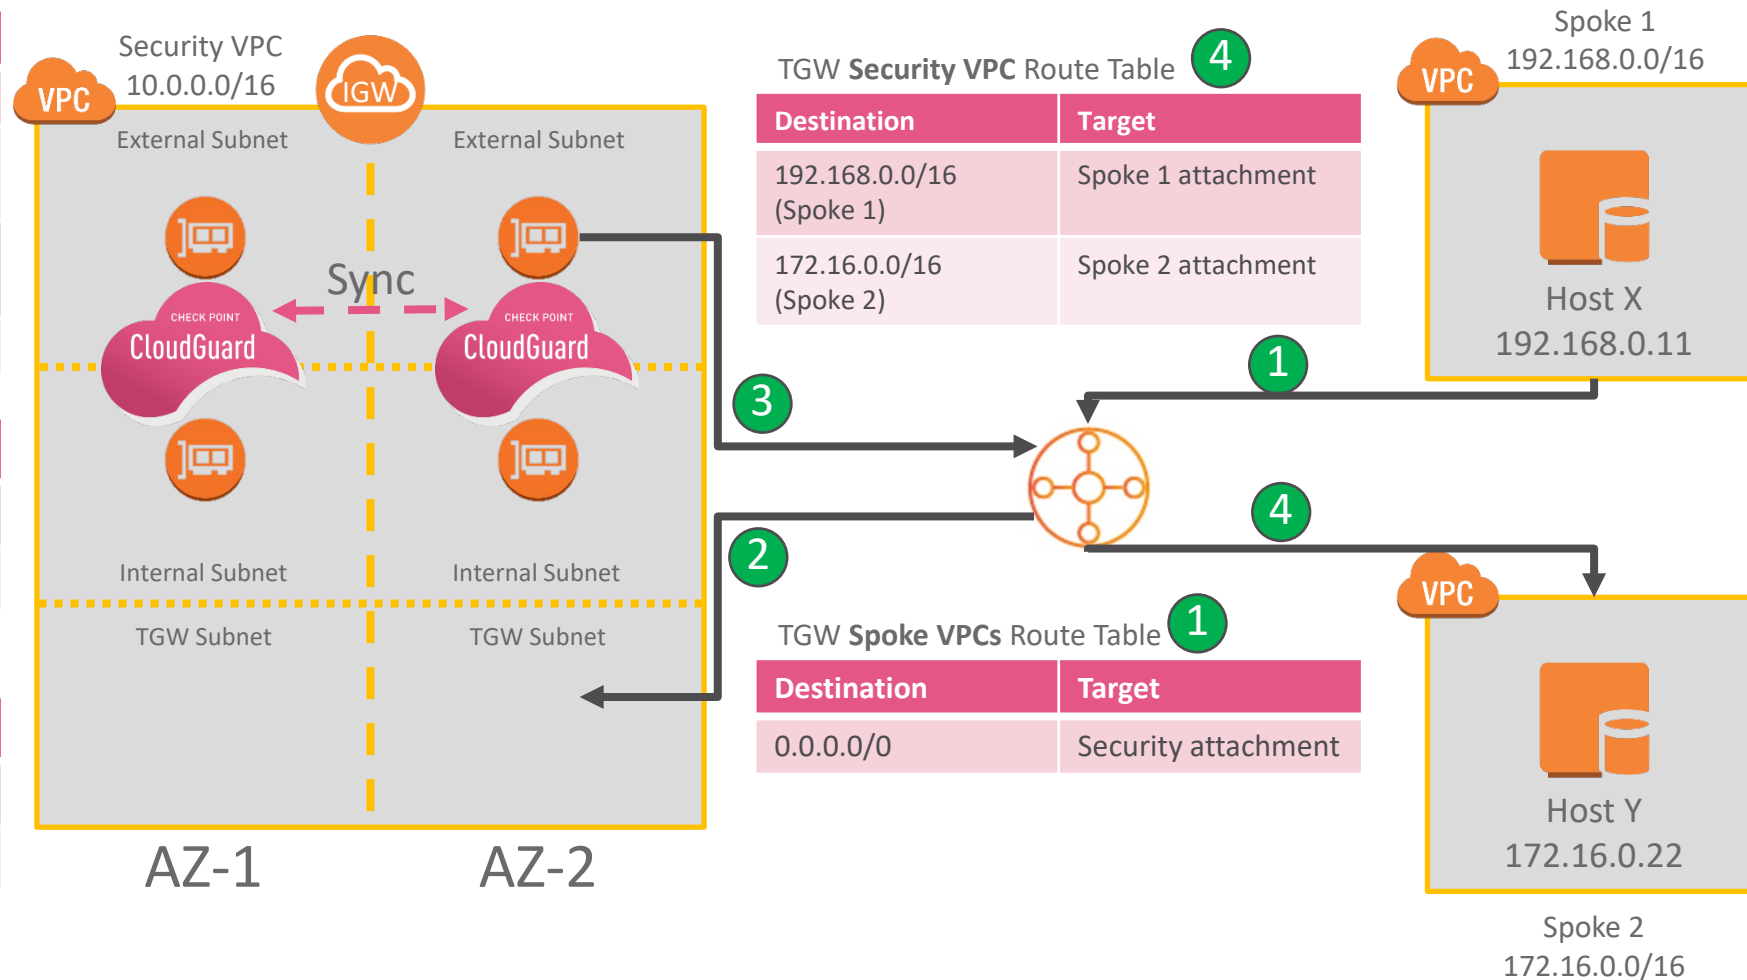 Security VPC
10.0.0.0/16
VPC
IGW
External Subnet
External Subnet
Sync
CHECK POINT
CloudGuard
CHECK POINT
CloudGuard
Internal Subnet
Internal Subnet
TGW Subnet
TGW Subnet
AZ-1
AZ-2
TGW Security VPC Route Table
4
Destination
Target
192.168.0.0/16
(Spoke 1)
Spoke 1 attachment
172.16.0.0/16
(Spoke 2)
Spoke 2 attachment
1
3
2
4
TGW Spoke VPCs Route Table
1
Destination
Target
0.0.0.0/0
Security attachment
Spoke 1
192.168.0.0/16
VPC
Host X
192.168.0.11
VPC
Host Y
172.16.0.22
Spoke 2
172.16.0.0/16